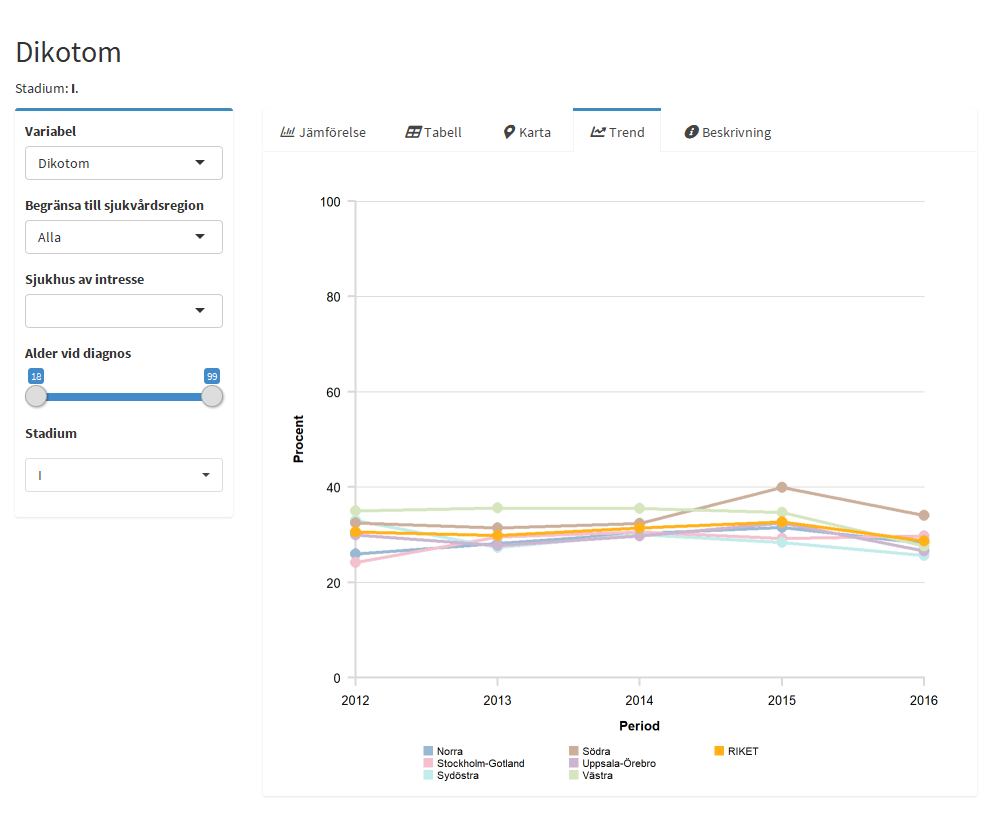 Dikotom
Stadium: I.
Variabel
Dikotom
Begränsa till sjukvårdsregion
Alla
Sjukhus av intresse
Ålder vid diagnos
18 99
Stadium
I
Jämförelse Tabell Karta Trend Beskrivning
100
80
60
40
20
0
Procent
2012 2013 2014 2015 2016
Period
Norra Södra RIKET
Stockholm-Gotland Uppsala-Örebro
Sydöstra Västra